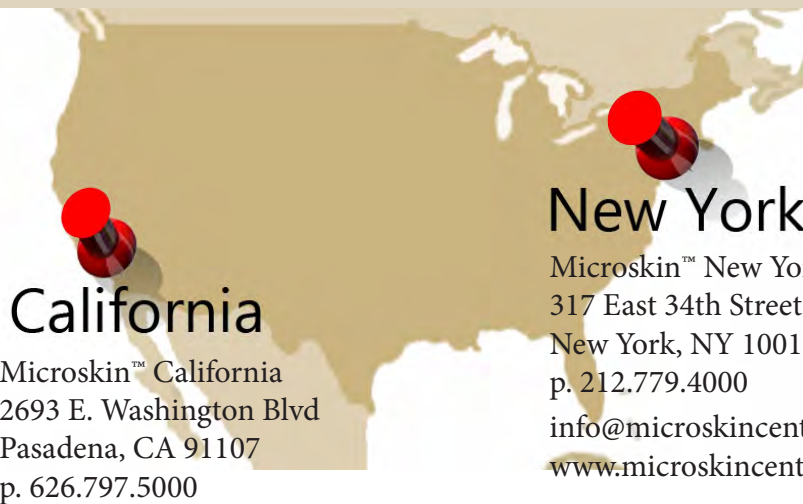 New York
Microskin™ New Yo
317 East 34th Street
New York, NY 1001
p. 212.779.4000
info@microskincent
www.microskincent
California
Microskin™ California
2693 E. Washington Blvd
Pasadena, CA 91107
p. 626.797.5000